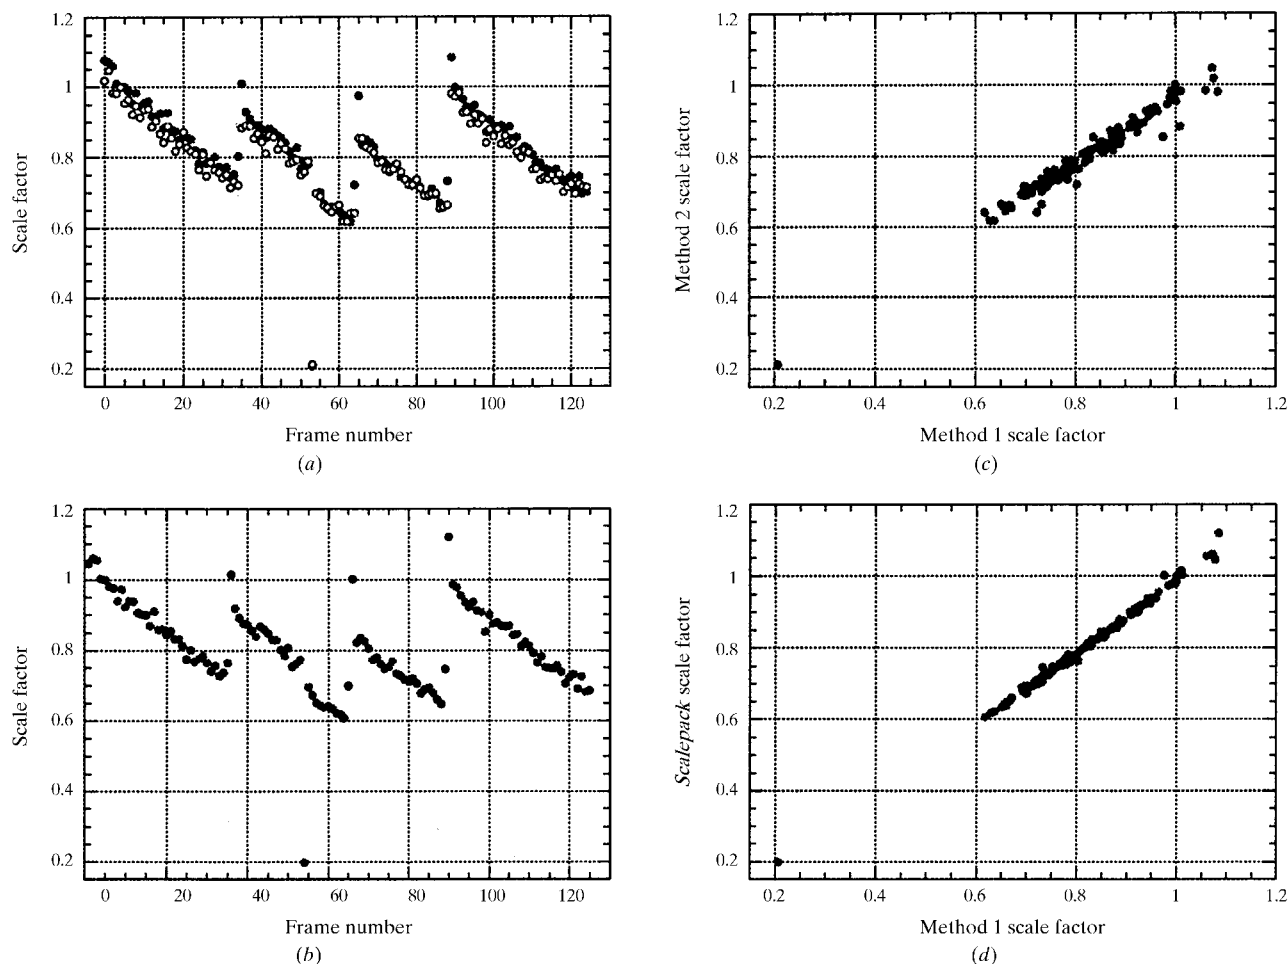 Scale factor
1.2
1
0.8
0.6
0.4
0.2
0 20 40 60 80 100 120
Frame number
(a)
Method 2 scale factor
1.2
1
0.8
0.6
0.4
0.2
0.2 0.4 0.6 0.8 1 1.2
Method 1 scale factor
(c)
Scale factor
1.2
1
0.8
0.6
0.4
0.2
0 20 40 60 80 100 120
Frame number
(b)
Scalepack scale factor
1.2
1
0.8
0.6
0.4
0.2
0.2 0.4 0.6 0.8 1 1.2
Method 1 scale factor
(d)